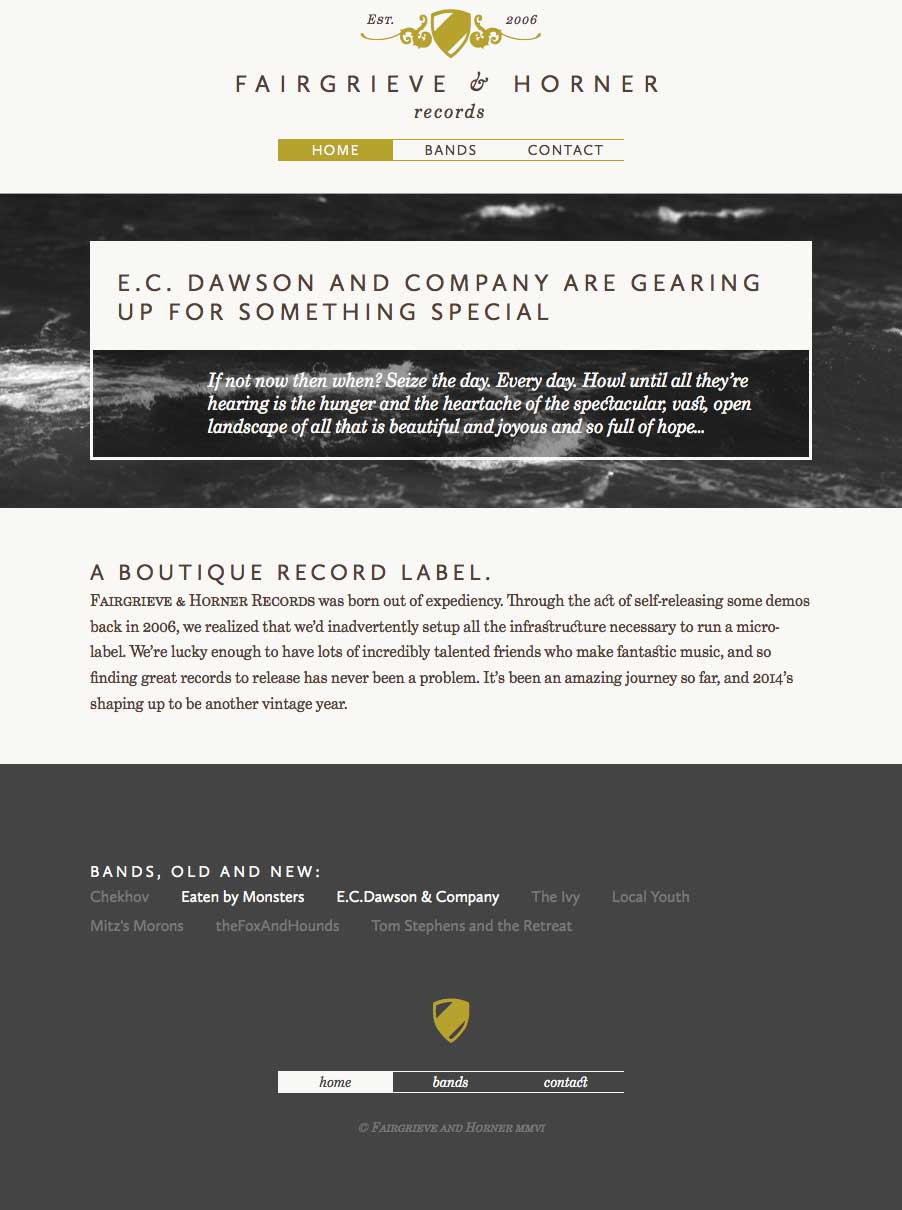 Est. 2006
FAIRGRIEVE & HORNER
records
HOME BANDS CONTACT
E.C. DAWSON AND COMPANY ARE GEARING
UP FOR SOMETHING SPECIAL
If not now then when? Seize the day. Every day. Howl until all they’re
hearing is the hunger and the heartache of the spectacular, vast, open
landscape of all that is beautiful and joyous and so full of hope...
A BOUTIQUE RECORD LABEL.
Fairgrieve & Horner Records was born out of expediency. Through the act of self-releasing some demos
back in 2006, we realized that we’d inadvertently setup all the infrastructure necessary to run a micro-
label. We’re lucky enough to have lots of incredibly talented friends who make fantastic music, and so
finding great records to release has never been a problem. It’s been an amazing journey so far, and 2014’s
shaping up to be another vintage year.
BANDS, OLD AND NEW:
Chekhov Eaten by Monsters E.C.Dawson & Company The Ivy Local Youth
Mitz's Morons theFoxAndHounds Tom Stephens and the Retreat
home bands contact
© Fairgrieve and Horner mmvi